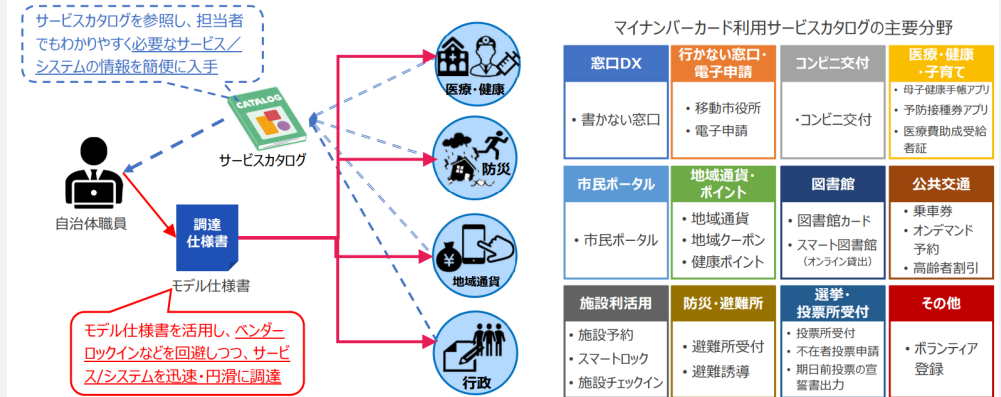 サービスカタログを参照し、担当者
でもわかりやすく必要なサービス／
システムの情報を簡便に入手
CATALOG
サービスカタログ
自治体職員
調達
仕様書
モデル仕様書
モデル仕様書を活用し、ベンダー
ロックインなどを回避しつつ、サービ
ス/システムを迅速・円滑に調達
医療・健康
防災
¥
地域通貨
行政
マイナンバーカード利用サービスカタログの主要分野
窓口DX
・書かない窓口
行かない窓口・
電子申請
・移動市役所
・電子申請
コンビニ交付
・コンビニ交付
医療・健康
・子育て
・母子健康手帳アプリ
・予防接種券アプリ
・医療費助成受給
者証
市民ポータル
・市民ポータル
地域通貨・
ポイント
・地域通貨
・地域クーポン
・健康ポイント
図書館
・図書館カード
・スマート図書館
（オンライン貸出）
公共交通
・乗車券
・オンデマンド
予約
・高齢者割引
施設利活用
・施設予約
・スマートロック
・施設チェックイン
防災・避難所
・避難所受付
・避難誘導
選挙・
投票所受付
・投票所受付
・不在者投票申請
・期日前投票の宣
誓書出力
その他
・ボランティア
登録